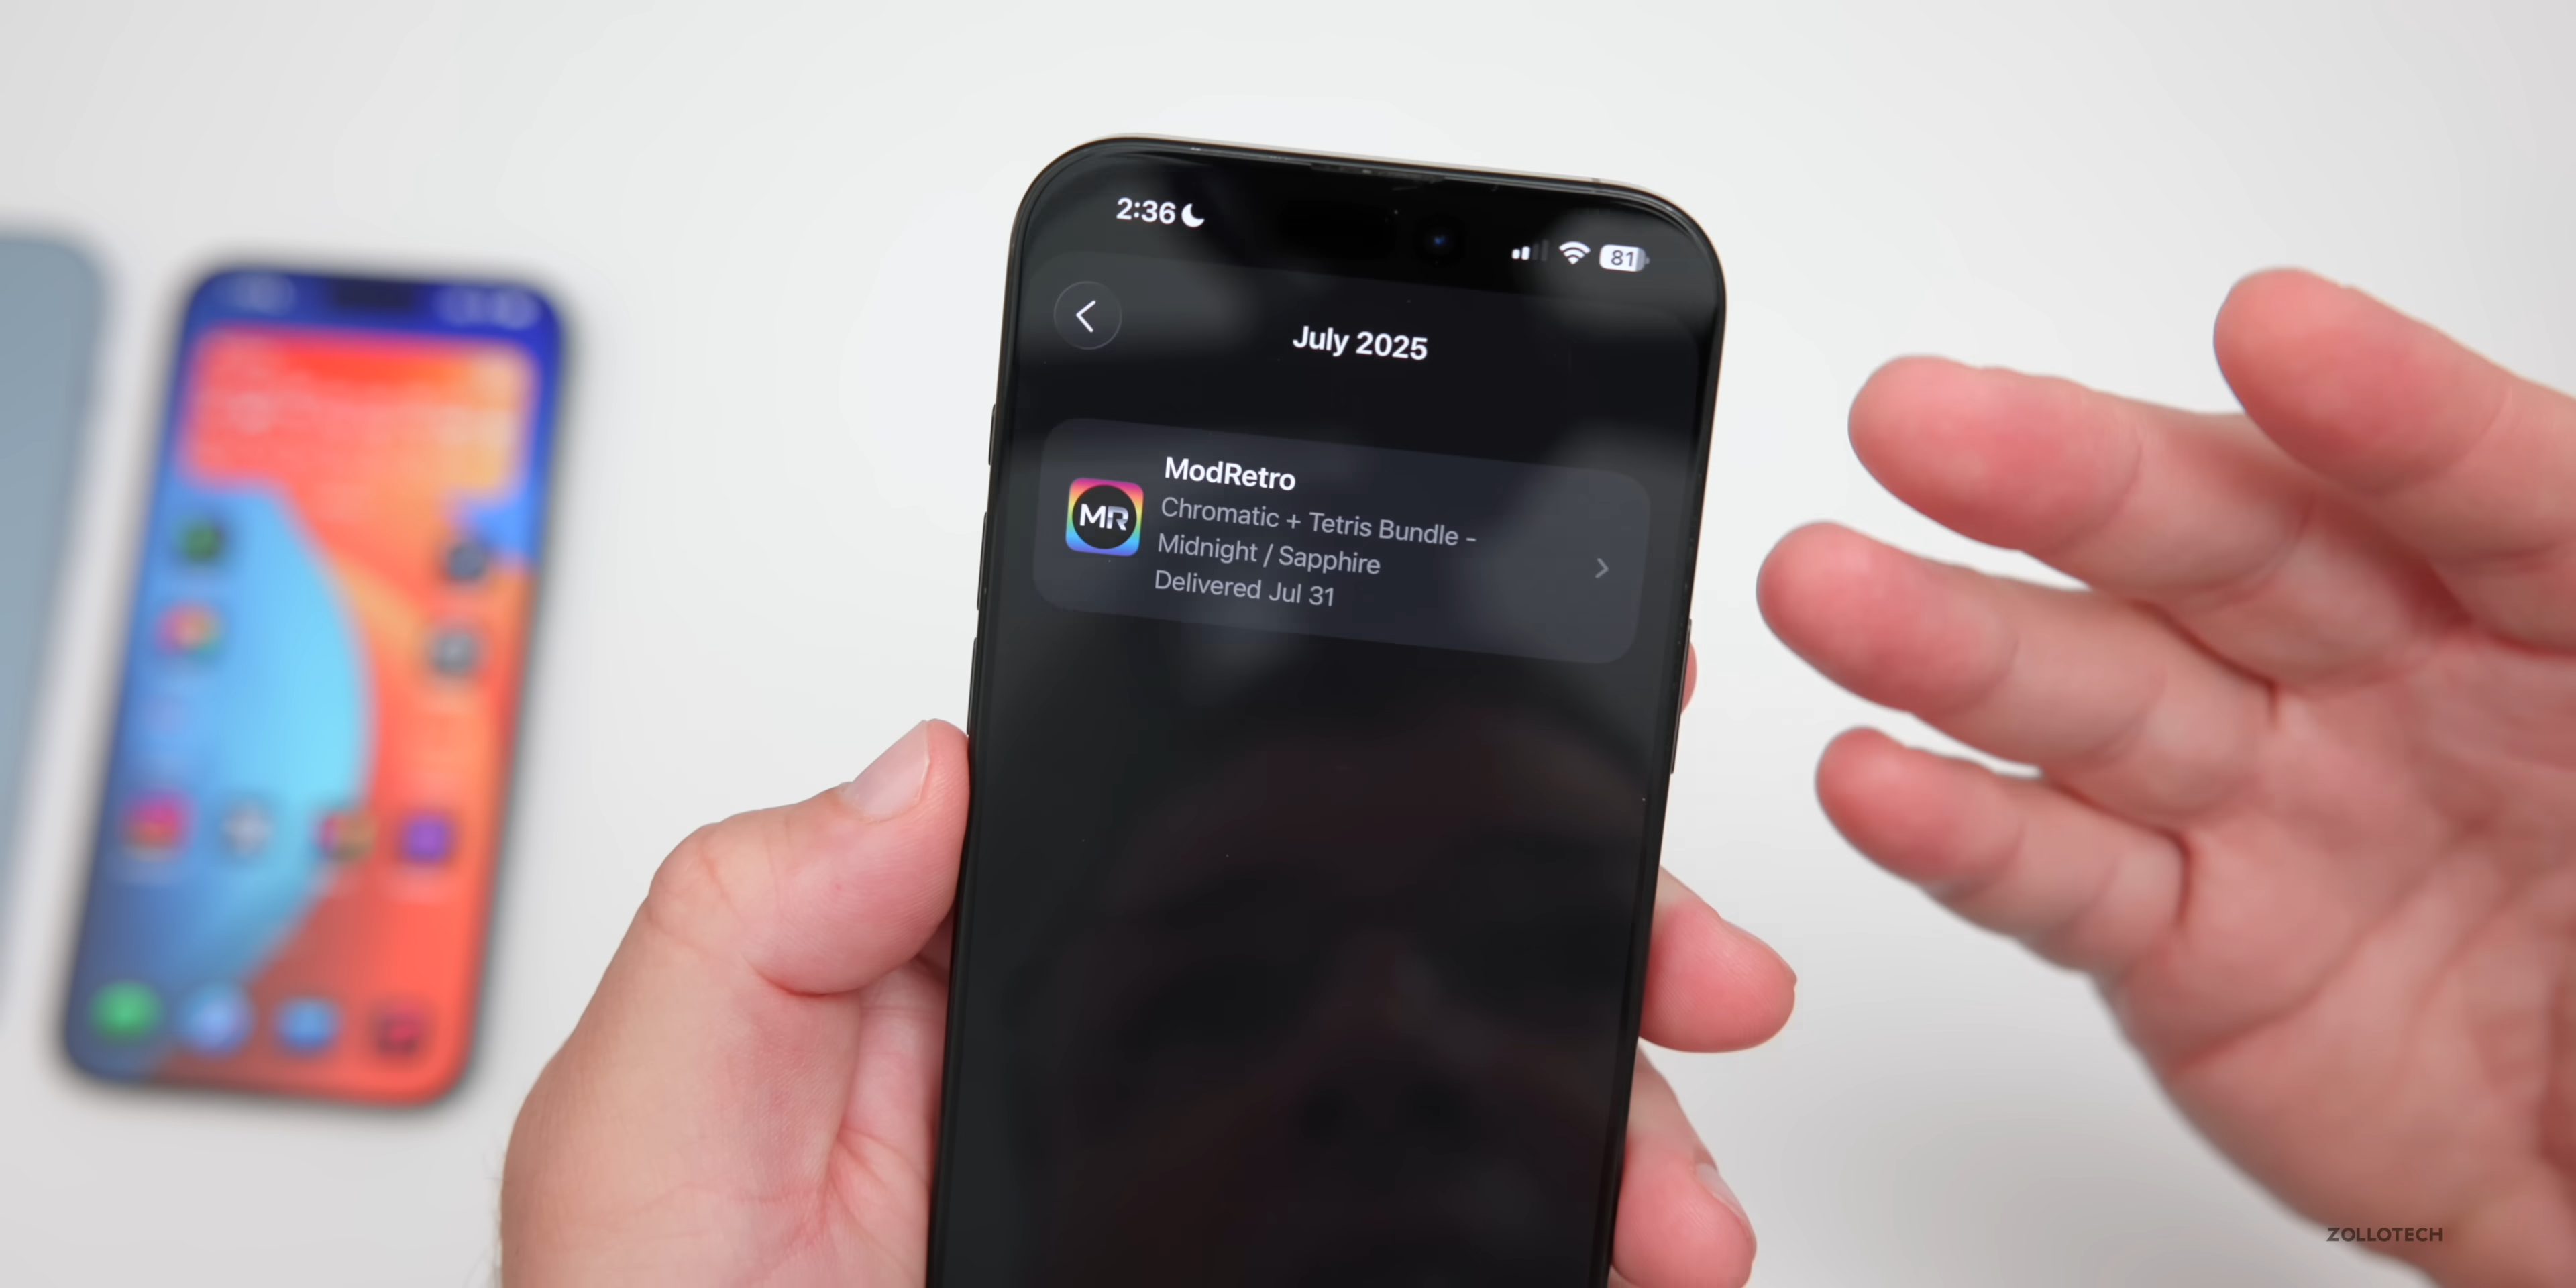 2:36
81
July 2025
ModRetro
MR
Chromatic + Tetris Bundle -
Midnight / Sapphire
Delivered Jul 31
ZOLLOTECH